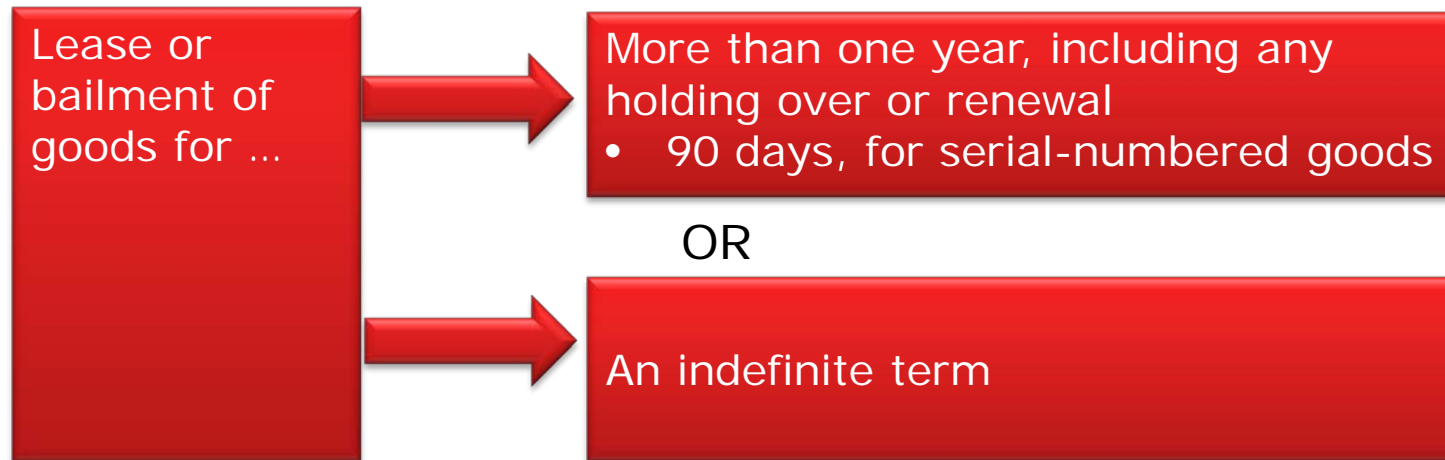 Lease or
bailment of
goods for ...
More than one year, including any
holding over or renewal
• 90 days, for serial-numbered goods
OR
An indefinite term